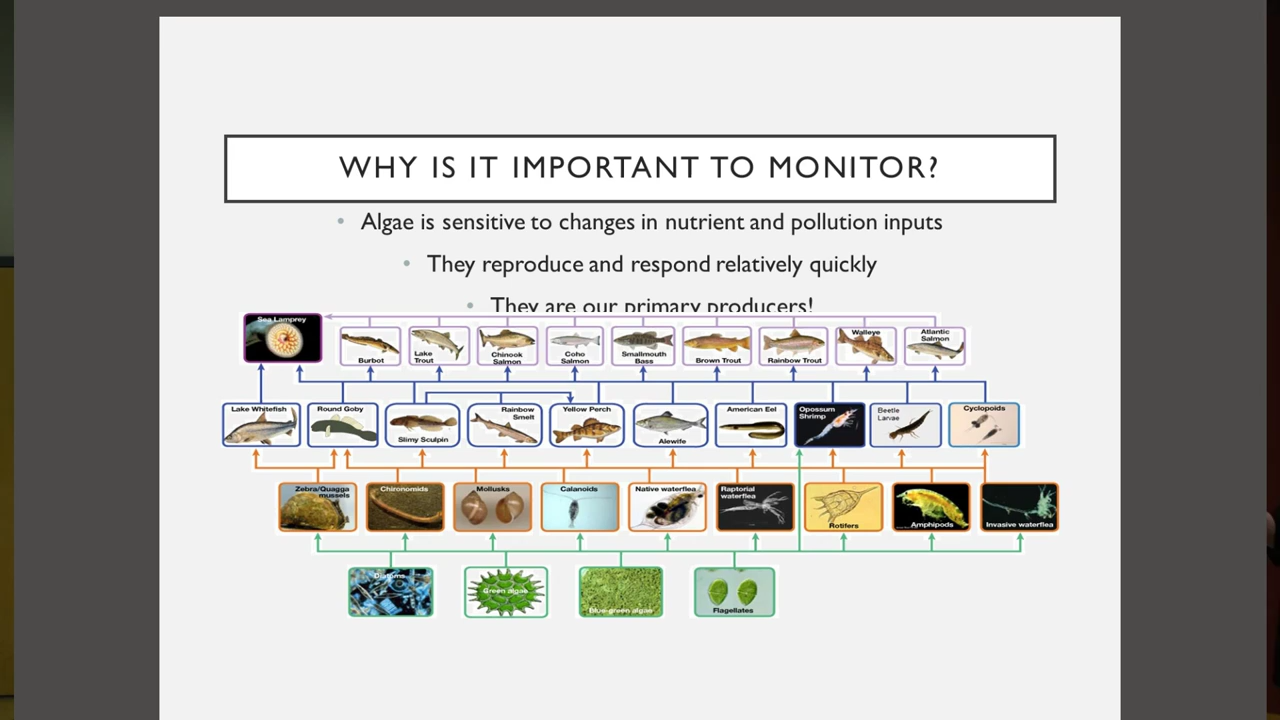 WHY IS IT IMPORTANT TO MONITOR?
• Algae is sensitive to changes in nutrient and pollution inputs
• They reproduce and respond relatively quickly
• They are our primary producers!
Sea Lamprey
Burbot
Lake
Trout
Chinook
Salmon
Coho
Salmon
Smallmouth
Bass
Brown Trout
Rainbow Trout
Walleye
Atlantic
Salmon
Lake Whitefish
Round Goby
Slimy Sculpin
Rainbow
Smelt
Yellow Perch
Alewife
American Eel
Opossum
Shrimp
Beetle
Larvae
Cyclopoids
Zebra/Quagga
mussels
Chironomids
Mollusks
Calanoids
Native waterflea
Raptorial
waterflea
Rotifers
Amphipods
Invasive waterflea
Diatoms
Green algae
Blue-green algae
Flagellates